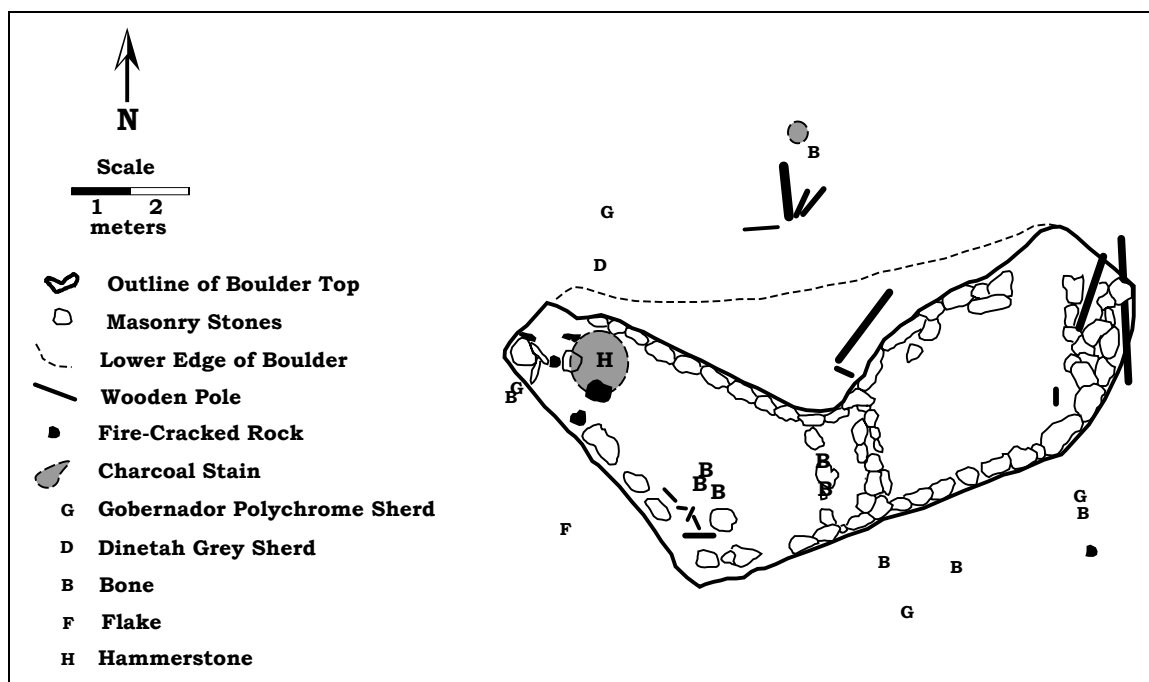 N
Scale
1 2
meters
Outline of Boulder Top
Masonry Stones
Lower Edge of Boulder
Wooden Pole
Fire-Cracked Rock
Charcoal Stain
G Gobernador Polychrome Sherd
D Dinetah Grey Sherd
B Bone
F Flake
H Hammerstone
B
G
D
H
G
B
B
B
B
B
B
F
G
B
B
B
G